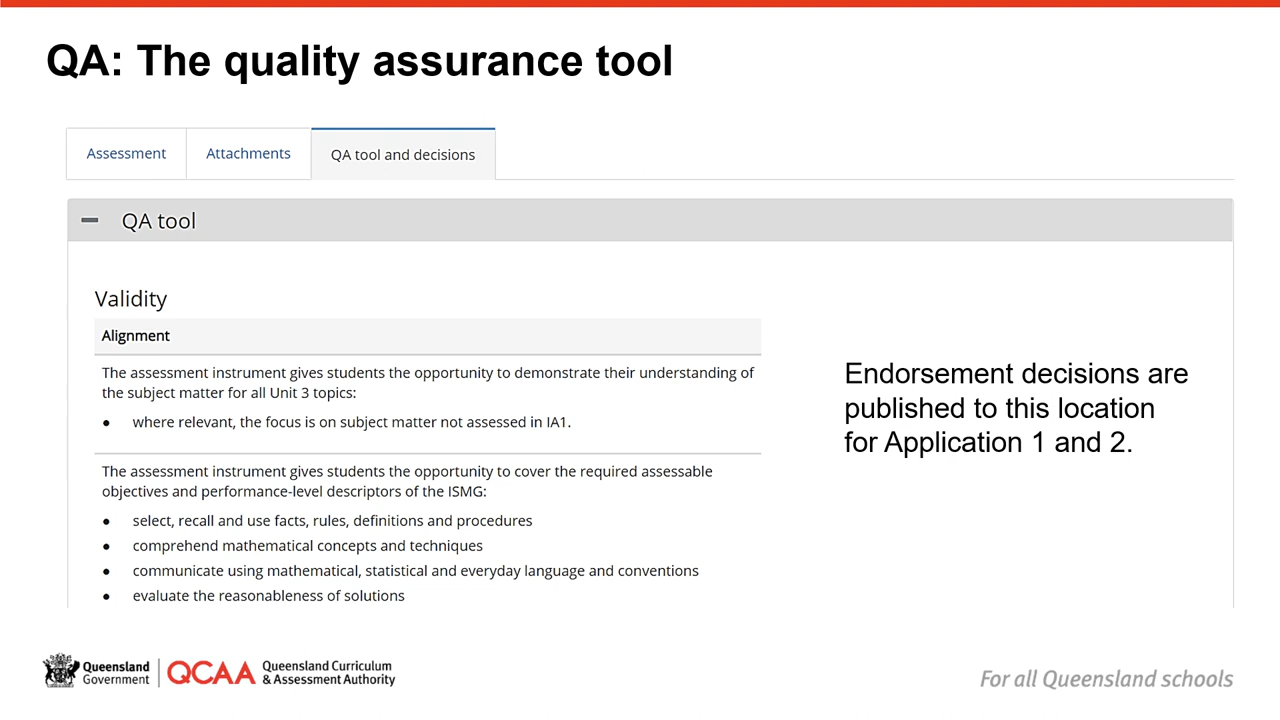 QA: The quality assurance tool
Assessment
Attachments
QA tool and decisions
QA tool
Validity
Alignment
The assessment instrument gives students the opportunity to demonstrate their understanding of
the subject matter for all Unit 3 topics:
• where relevant, the focus is on subject matter not assessed in IA1.
The assessment instrument gives students the opportunity to cover the required assessable
objectives and performance-level descriptors of the ISMG:
• select, recall and use facts, rules, definitions and procedures
• comprehend mathematical concepts and techniques
• communicate using mathematical, statistical and everyday language and conventions
• evaluate the reasonableness of solutions
Endorsement decisions are
published to this location
for Application 1 and 2.
Queensland
Government
QCAA
Queensland Curriculum
& Assessment Authority
For all Queensland schools